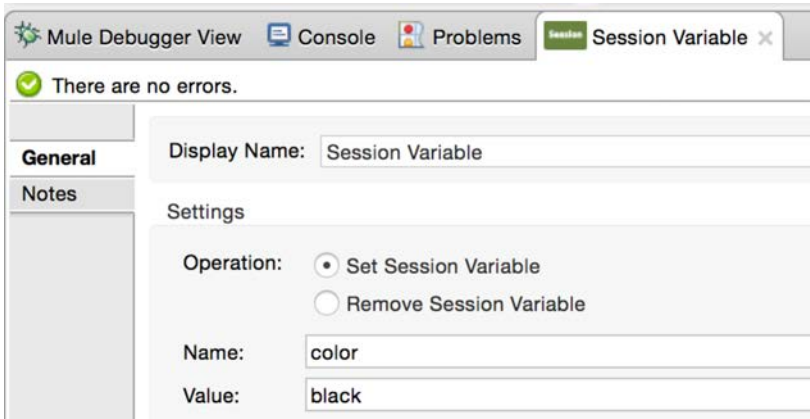 Mule Debugger View Console Problems Session Session Variable
There are no errors.
General
Display Name: Session Variable
Notes
Settings
Operation: Set Session Variable
Remove Session Variable
Name: color
Value: black